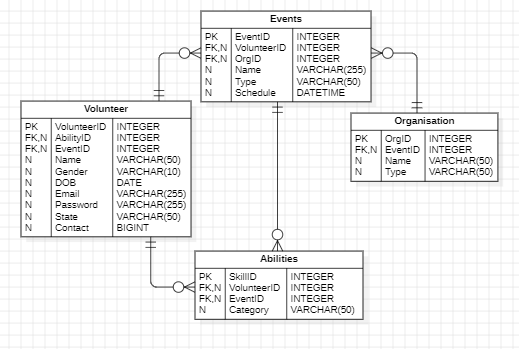 Events
PK EventID INTEGER
FK,N VolunteerID INTEGER
FK,N OrgID INTEGER
N Name VARCHAR(255)
N Type VARCHAR(50)
N Schedule DATETIME
Volunteer
PK VolunteerID INTEGER
FK,N AbilityID INTEGER
FK,N EventID INTEGER
N Name VARCHAR(50)
N Gender VARCHAR(10)
N DOB DATE
N Email VARCHAR(255)
N Password VARCHAR(255)
N State VARCHAR(50)
N Contact BIGINT
Organisation
PK OrgID INTEGER
FK,N EventID INTEGER
N Name VARCHAR(50)
N Type VARCHAR(50)
Abilities
PK SkillID INTEGER
FK,N VolunteerID INTEGER
FK,N EventID INTEGER
N Category VARCHAR(50)